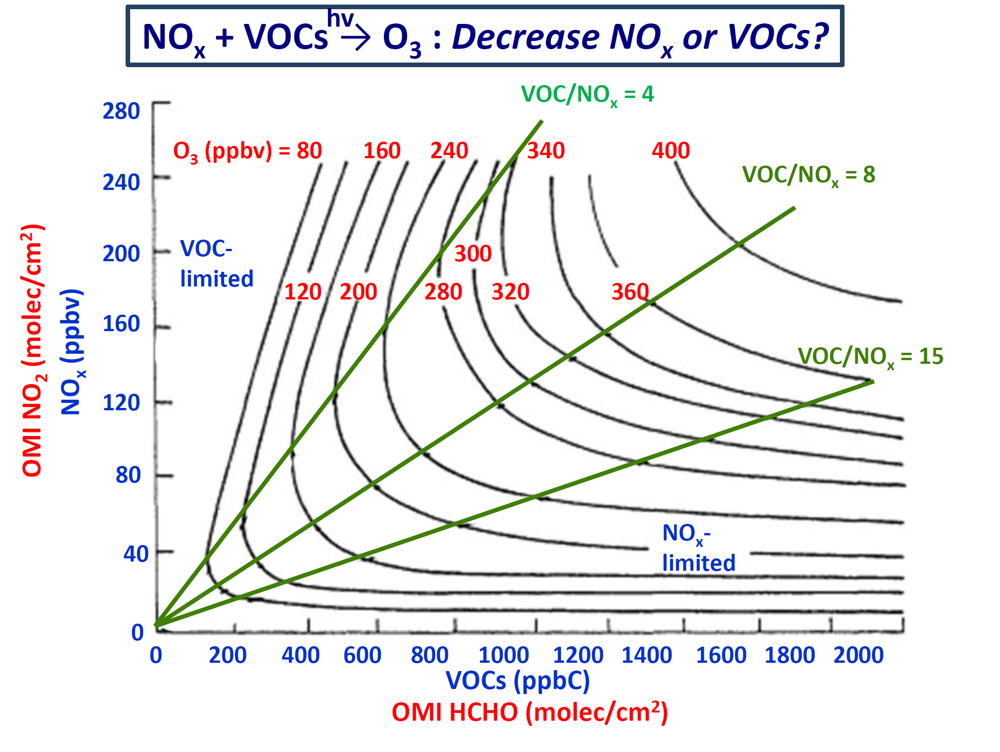 hv
NOx + VOCs → O3 : Decrease NOx or VOCs?
VOC/NOx = 4
280
O3 (ppbv) = 80 160 240 340 400
VOC/NOx = 8
240
VOC-
limited
200
300
120 200 280 320 360
160
VOC/NOx = 15
OMI NO2 (molec/cm2)
NOx (ppbv)
120
80
NOx-
limited
40
0
0 200 400 600 800 1000 1200 1400 1600 1800 2000
VOCs (ppbC)
OMI HCHO (molec/cm2)